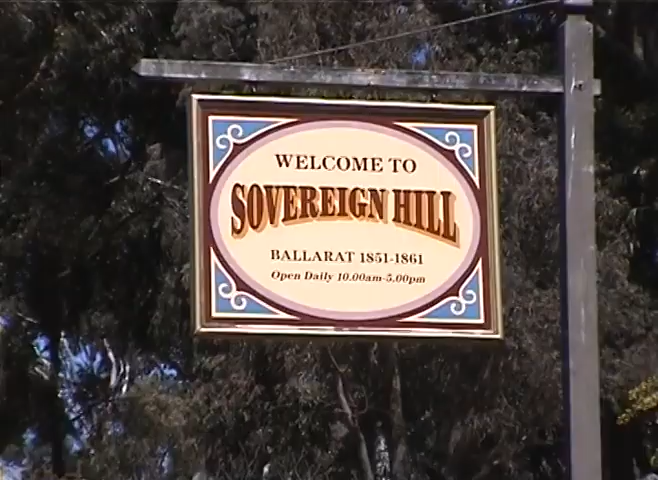 WELCOME TO
SOVEREIGN HILL
BALLARAT 1851-1861
Open Daily 10.00am-5.00pm